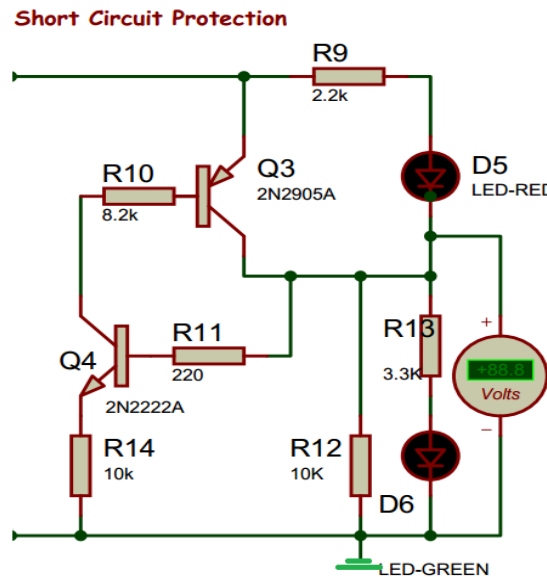 Short Circuit Protection
R9
2.2k
R10
8.2k
Q3
2N2905A
D5
LED-RED
R11
220
Q4
2N2222A
R13
3.3K
+
+88.8
Volts
−
R14
10k
R12
10K
D6
LED-GREEN